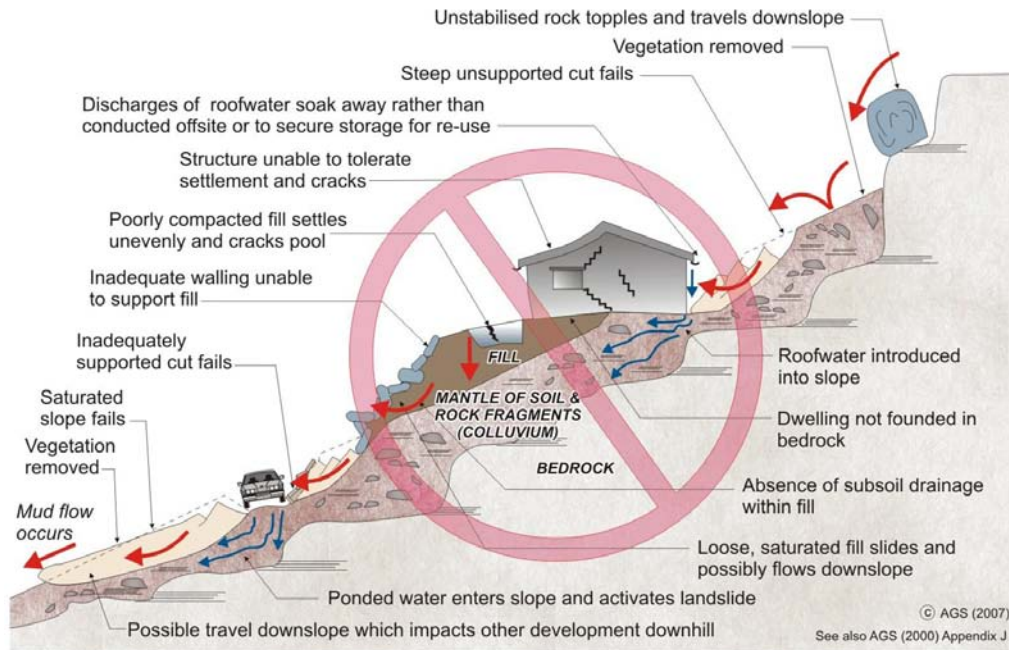 Unstabilised rock topples and travels downslope
Vegetation removed
Steep unsupported cut fails
Discharges of roofwater soak away rather than
conducted offsite or to secure storage for re-use
Structure unable to tolerate
settlement and cracks
Poorly compacted fill settles
unevenly and cracks pool
Inadequate walling unable
to support fill
Inadequately
supported cut fails
Saturated
slope fails
Vegetation
removed
Mud flow
occurs
FILL
MANTLE OF SOIL &
ROCK FRAGMENTS
(COLLUVIUM)
BEDROCK
Roofwater introduced
into slope
Dwelling not founded in
bedrock
Absence of subsoil drainage
within fill
Loose, saturated fill slides and
possibly flows downslope
Ponded water enters slope and activates landslide
Possible travel downslope which impacts other development downhill
© AGS (2007)
See also AGS (2000) Appendix J